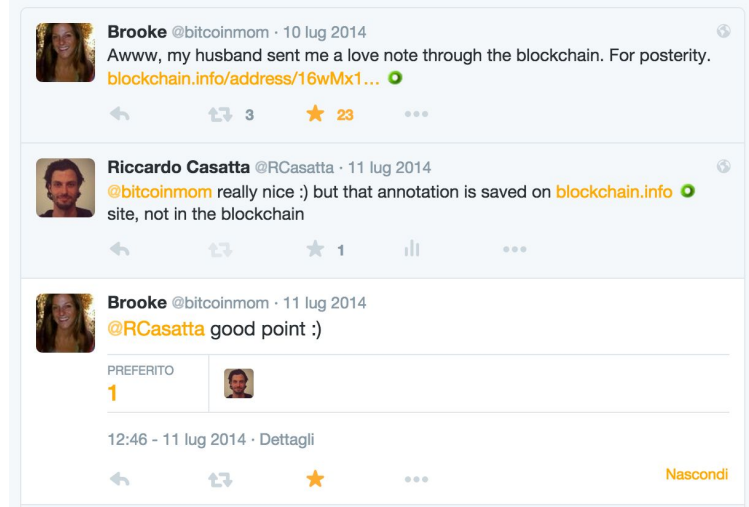 Brooke @bitcoinmom · 10 lug 2014
Awww, my husband sent me a love note through the blockchain. For posterity.
blockchain.info/address/16wMx1...
3 23
Riccardo Casatta @RCasatta · 11 lug 2014
@bitcoinmom really nice :) but that annotation is saved on blockchain.info
site, not in the blockchain
1
Brooke @bitcoinmom · 11 lug 2014
@RCasatta good point :)
PREFERITO
1
12:46 - 11 lug 2014 · Dettagli
Nascondi